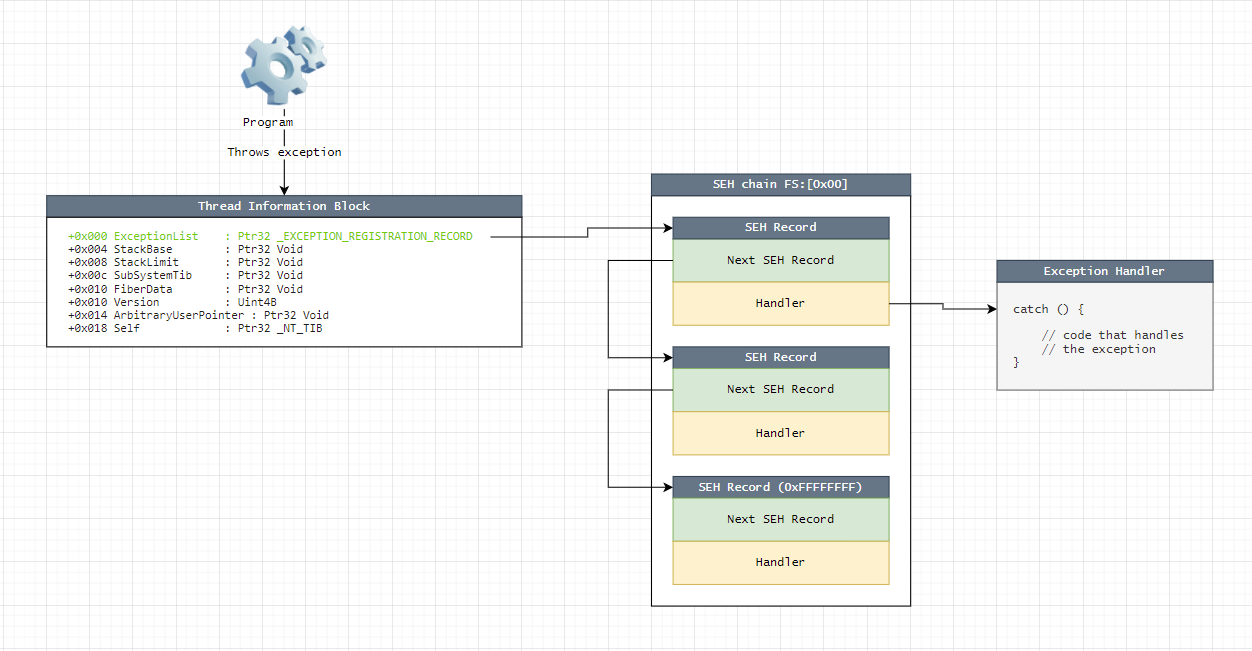 Program
Throws exception
Thread Information Block
+0x000 ExceptionList    : Ptr32 _EXCEPTION_REGISTRATION_RECORD
+0x004 StackBase        : Ptr32 Void
+0x008 StackLimit       : Ptr32 Void
+0x00c SubSystemTib     : Ptr32 Void
+0x010 FiberData        : Ptr32 Void
+0x010 Version          : Uint4B
+0x014 ArbitraryUserPointer : Ptr32 Void
+0x018 Self             : Ptr32 _NT_TIB
SEH chain FS:[0x00]
SEH Record
Next SEH Record
Handler
SEH Record
Next SEH Record
Handler
SEH Record (0xFFFFFFFF)
Next SEH Record
Handler
Exception Handler
catch () {
// code that handles
// the exception
}